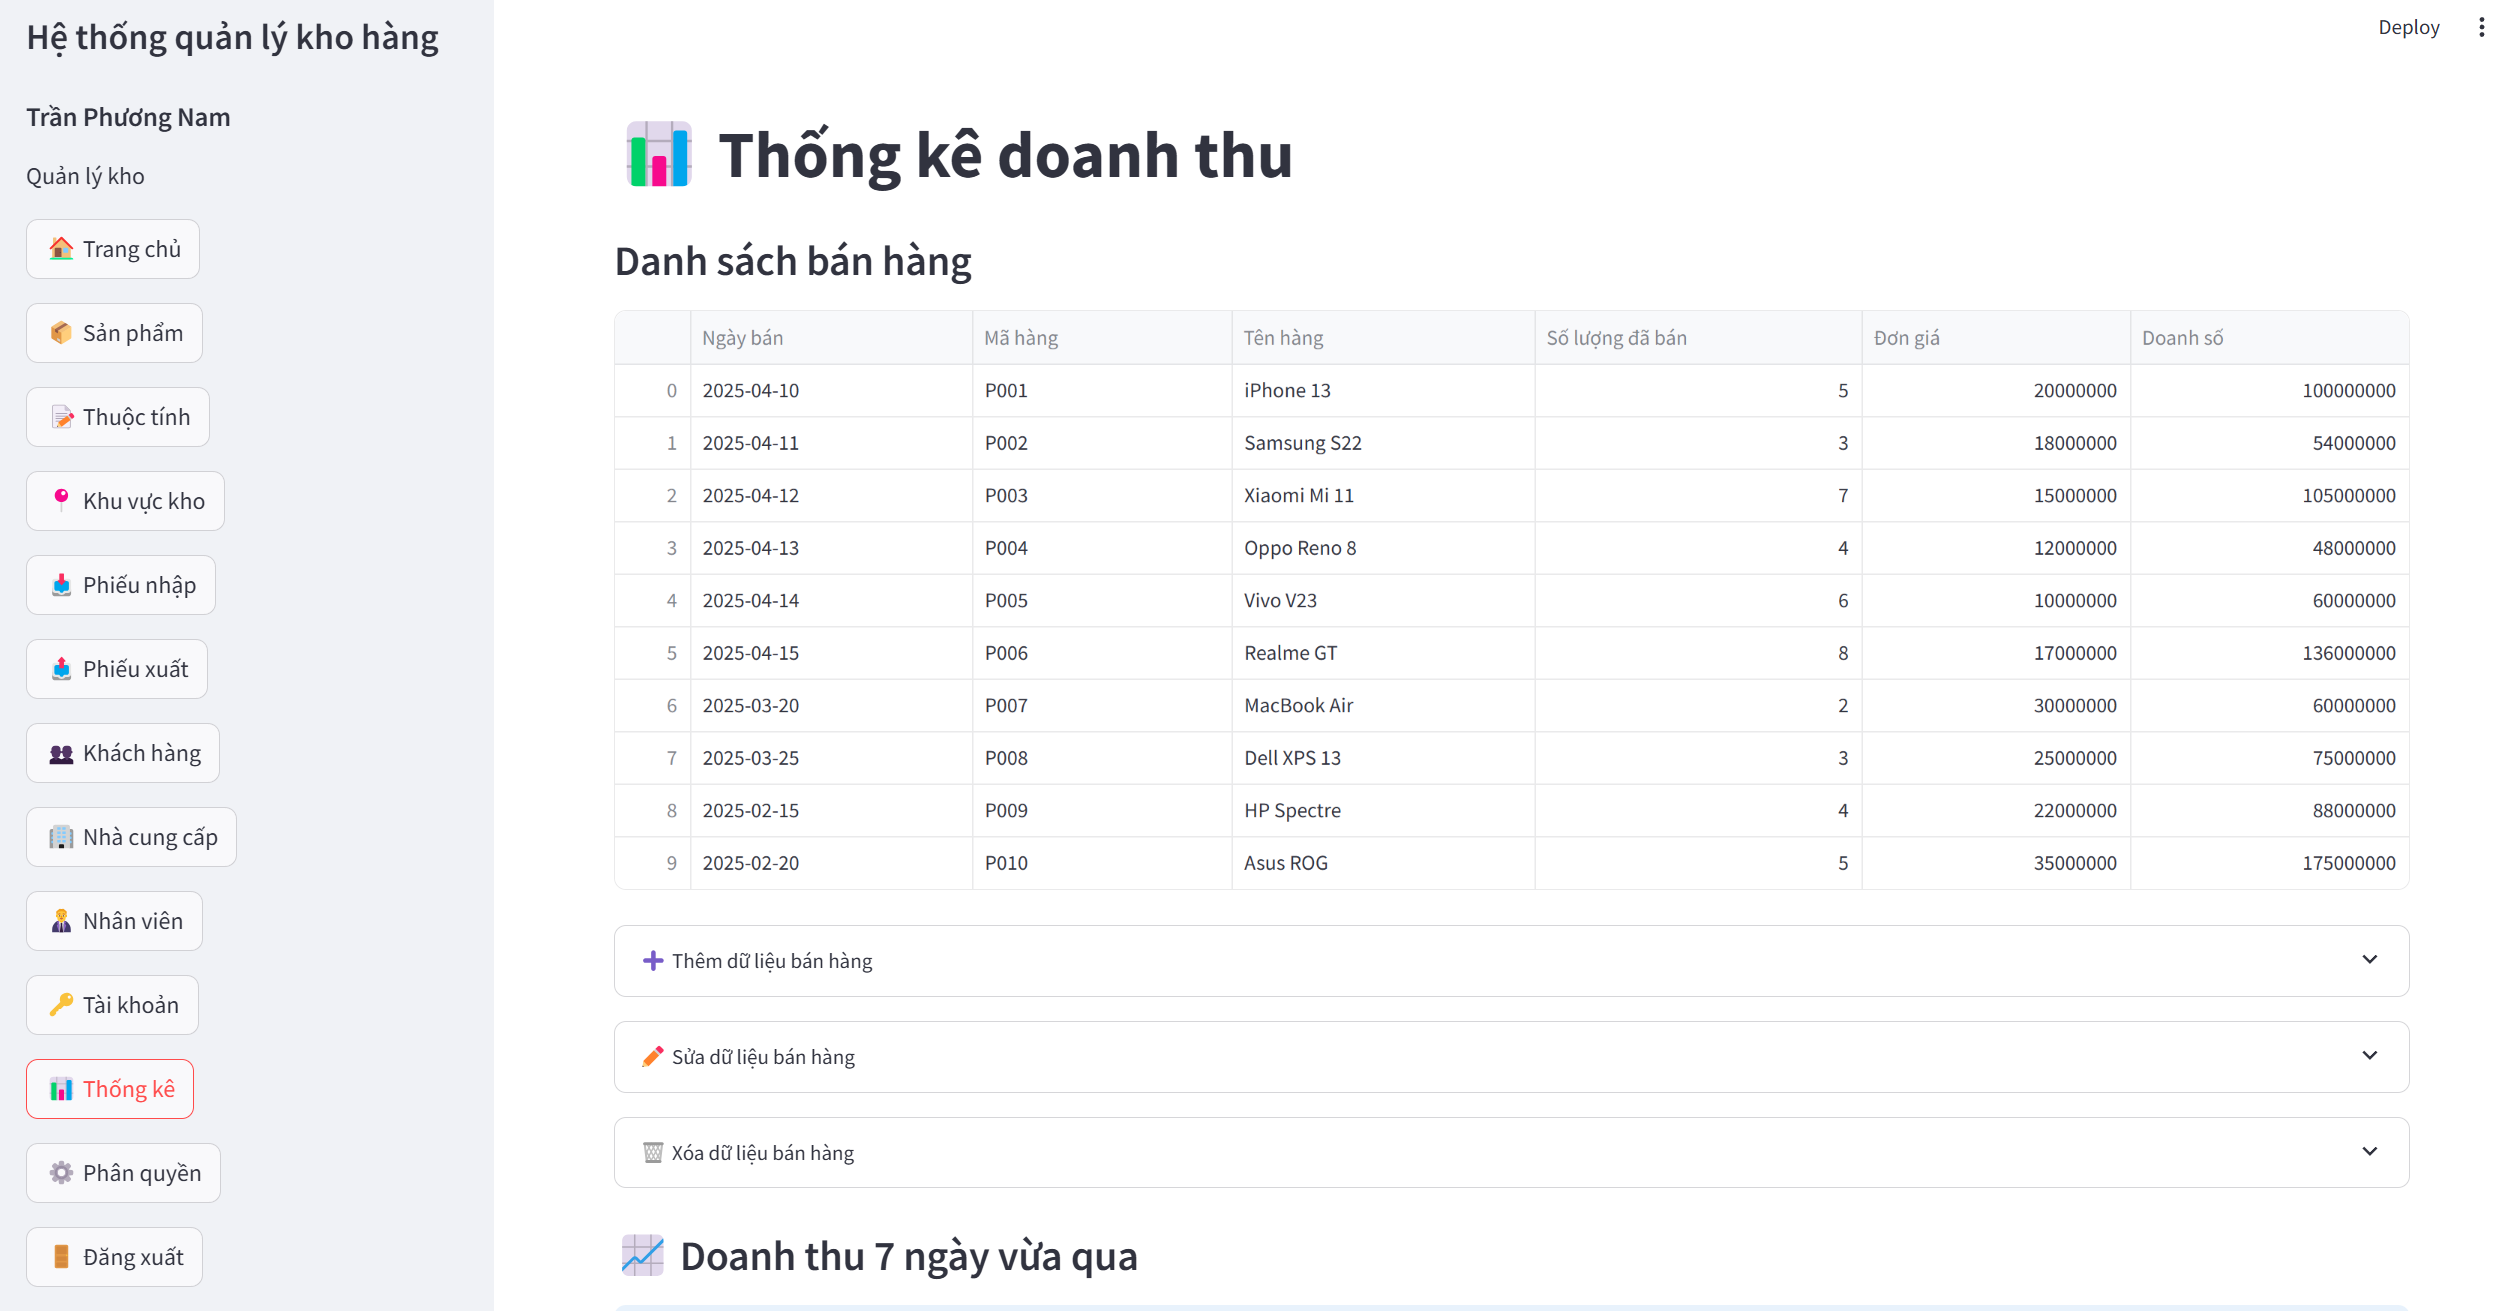 Hệ thống quản lý kho hàng
Trần Phương Nam
Quản lý kho
Trang chủ
Sản phẩm
Thuộc tính
Khu vực kho
Phiếu nhập
Phiếu xuất
Khách hàng
Nhà cung cấp
Nhân viên
Tài khoản
Thống kê
Phân quyền
Đăng xuất
Deploy
Thống kê doanh thu
Danh sách bán hàng
Ngày bán Mã hàng Tên hàng Số lượng đã bán Đơn giá Doanh số
0 2025-04-10 P001 iPhone 13 5 20000000 100000000
1 2025-04-11 P002 Samsung S22 3 18000000 54000000
2 2025-04-12 P003 Xiaomi Mi 11 7 15000000 105000000
3 2025-04-13 P004 Oppo Reno 8 4 12000000 48000000
4 2025-04-14 P005 Vivo V23 6 10000000 60000000
5 2025-04-15 P006 Realme GT 8 17000000 136000000
6 2025-03-20 P007 MacBook Air 2 30000000 60000000
7 2025-03-25 P008 Dell XPS 13 3 25000000 75000000
8 2025-02-15 P009 HP Spectre 4 22000000 88000000
9 2025-02-20 P010 Asus ROG 5 35000000 175000000
Thêm dữ liệu bán hàng
Sửa dữ liệu bán hàng
Xóa dữ liệu bán hàng
Doanh thu 7 ngày vừa qua